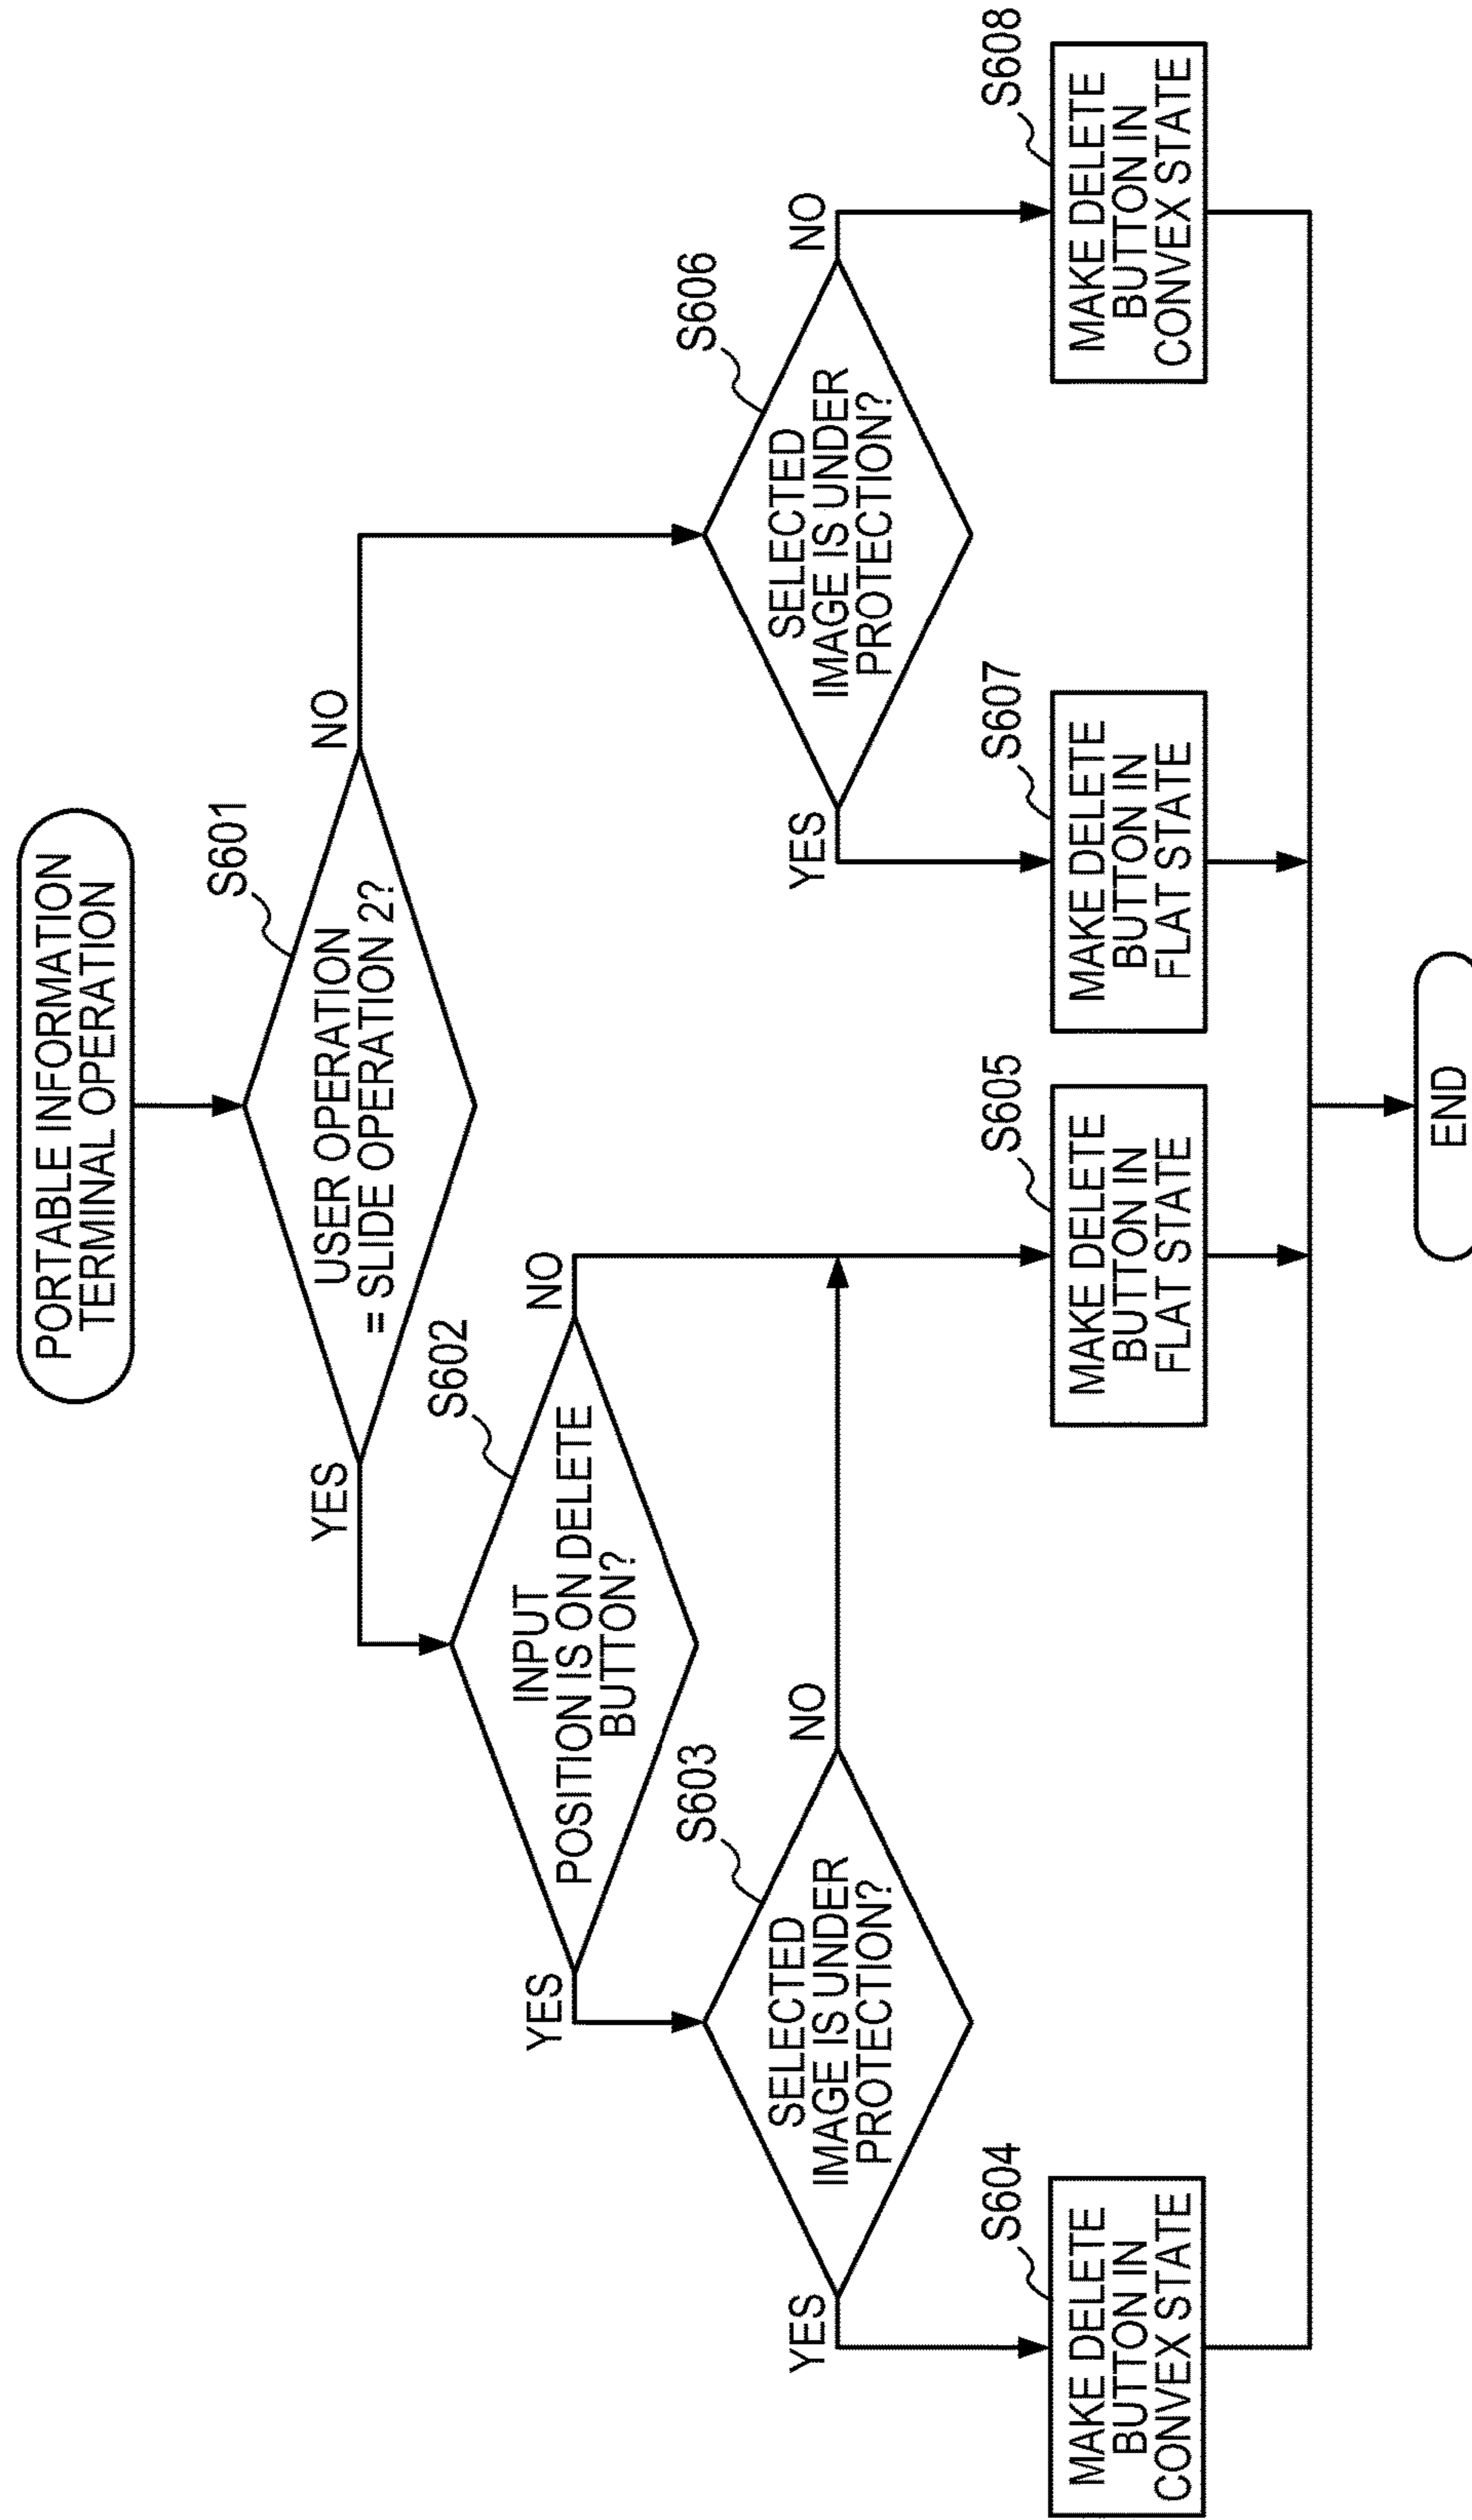 PORTABLE INFORMATION
TERMINAL OPERATION
S601
USER OPERATION
= SLIDE OPERATION 2?
YES
NO
S602
INPUT
POSITION IS ON DELETE
BUTTON?
YES
NO
S603
SELECTED
IMAGE IS UNDER
PROTECTION?
YES
NO
S606
SELECTED
IMAGE IS UNDER
PROTECTION?
YES
NO
S604
MAKE DELETE
BUTTON IN
CONVEX STATE
S605
MAKE DELETE
BUTTON IN
FLAT STATE
S607
MAKE DELETE
BUTTON IN
FLAT STATE
S608
MAKE DELETE
BUTTON IN
CONVEX STATE
END